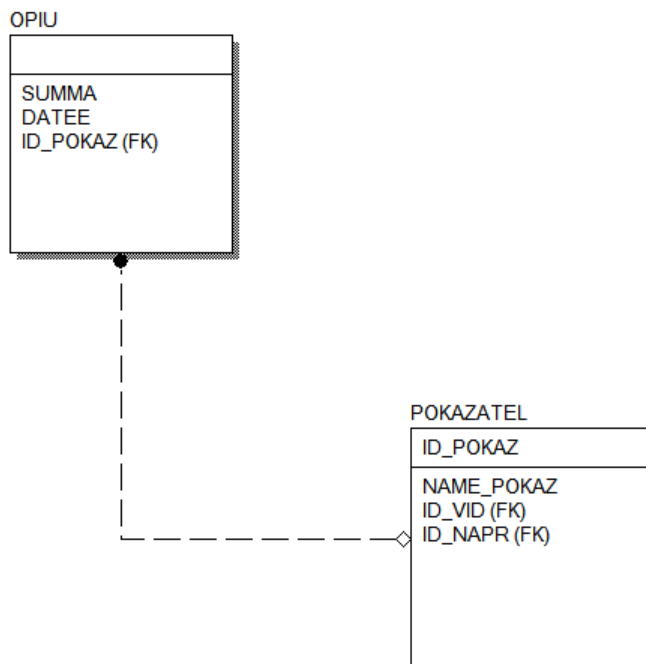 OPIU
SUMMA
DATEE
ID_POKAZ (FK)
POKAZATEL
ID_POKAZ
NAME_POKAZ
ID_VID (FK)
ID_NAPR (FK)